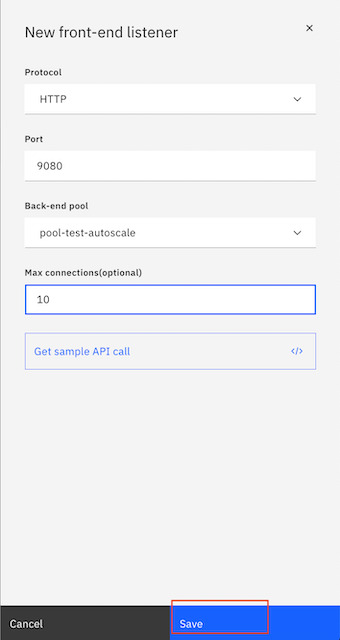 New front-end listener
Protocol
HTTP
Port
9080
Back-end pool
pool-test-autoscale
Max connections(optional)
10
Get sample API call </>
Cancel
Save